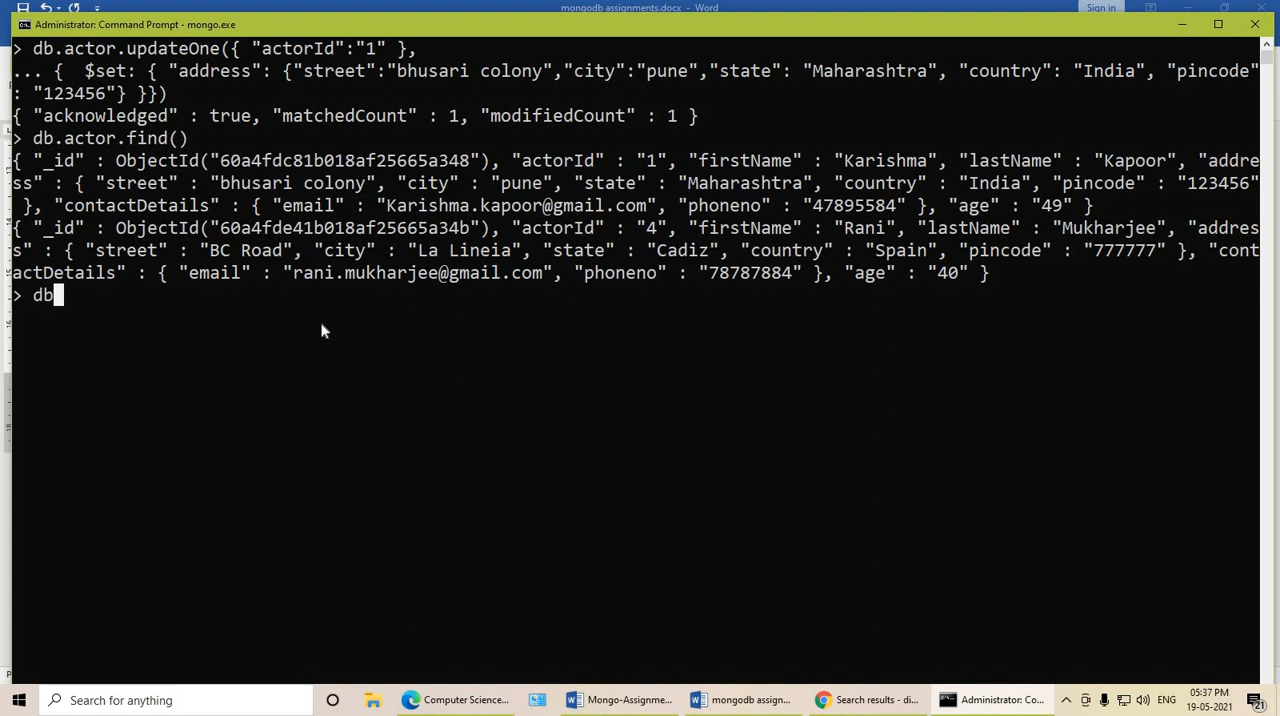 mongodb assignments.docx - Word
Sign in
Administrator: Command Prompt - mongo.exe
> db.actor.updateOne({ "actorId":"1" },
... {  $set: { "address": {"street":"bhusari colony","city":"pune","state": "Maharashtra", "country": "India", "pincode"
: "123456"} }})
{ "acknowledged" : true, "matchedCount" : 1, "modifiedCount" : 1 }
> db.actor.find()
{ "_id" : ObjectId("60a4fdc81b018af25665a348"), "actorId" : "1", "firstName" : "Karishma", "lastName" : "Kapoor", "addre
ss" : { "street" : "bhusari colony", "city" : "pune", "state" : "Maharashtra", "country" : "India", "pincode" : "123456"
 }, "contactDetails" : { "email" : "Karishma.kapoor@gmail.com", "phoneno" : "47895584" }, "age" : "49" }
{ "_id" : ObjectId("60a4fde41b018af25665a34b"), "actorId" : "4", "firstName" : "Rani", "lastName" : "Mukharjee", "addres
s" : { "street" : "BC Road", "city" : "La Lineia", "state" : "Cadiz", "country" : "Spain", "pincode" : "777777" }, "cont
actDetails" : { "email" : "rani.mukharjee@gmail.com", "phoneno" : "78787884" }, "age" : "40" }
> db
Search for anything
Computer Science...
Mongo-Assignme...
mongodb assign...
Search results - di...
Administrator: Co...
ENG
05:37 PM
19-05-2021
21